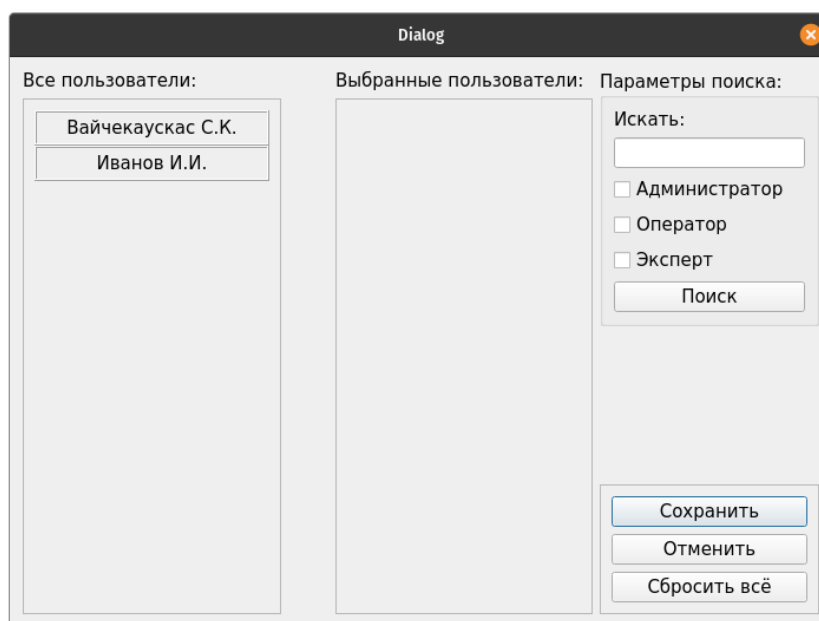 Dialog
Все пользователи:
Вайчекаускас С.К.
Иванов И.И.
Выбранные пользователи:
Параметры поиска:
Искать:
Администратор
Оператор
Эксперт
Поиск
Сохранить
Отменить
Сбросить всё